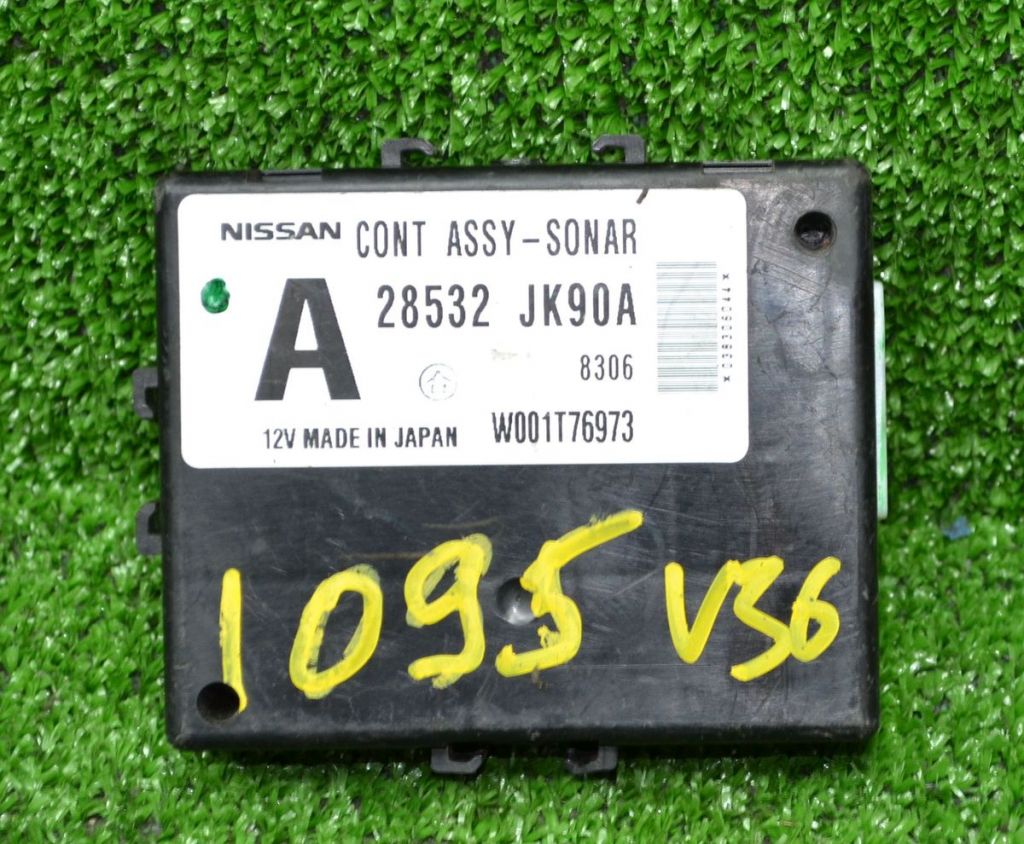 NISSAN CONT ASSY-SONAR
A 28532 JK90A
8306
12V MADE IN JAPAN W001T76973
1095 V36